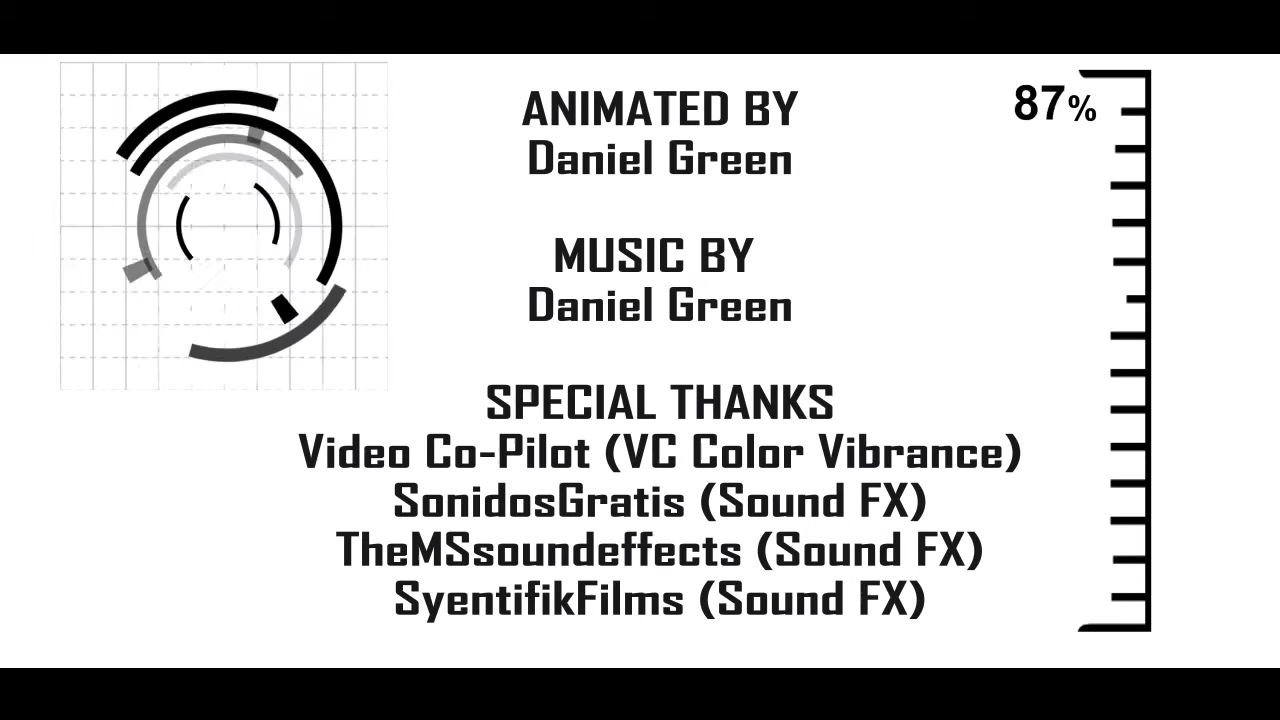 ANIMATED BY
Daniel Green
87%
MUSIC BY
Daniel Green
SPECIAL THANKS
Video Co-Pilot (VC Color Vibrance)
SonidosGratis (Sound FX)
TheMSsoundeffects (Sound FX)
SyentifikFilms (Sound FX)